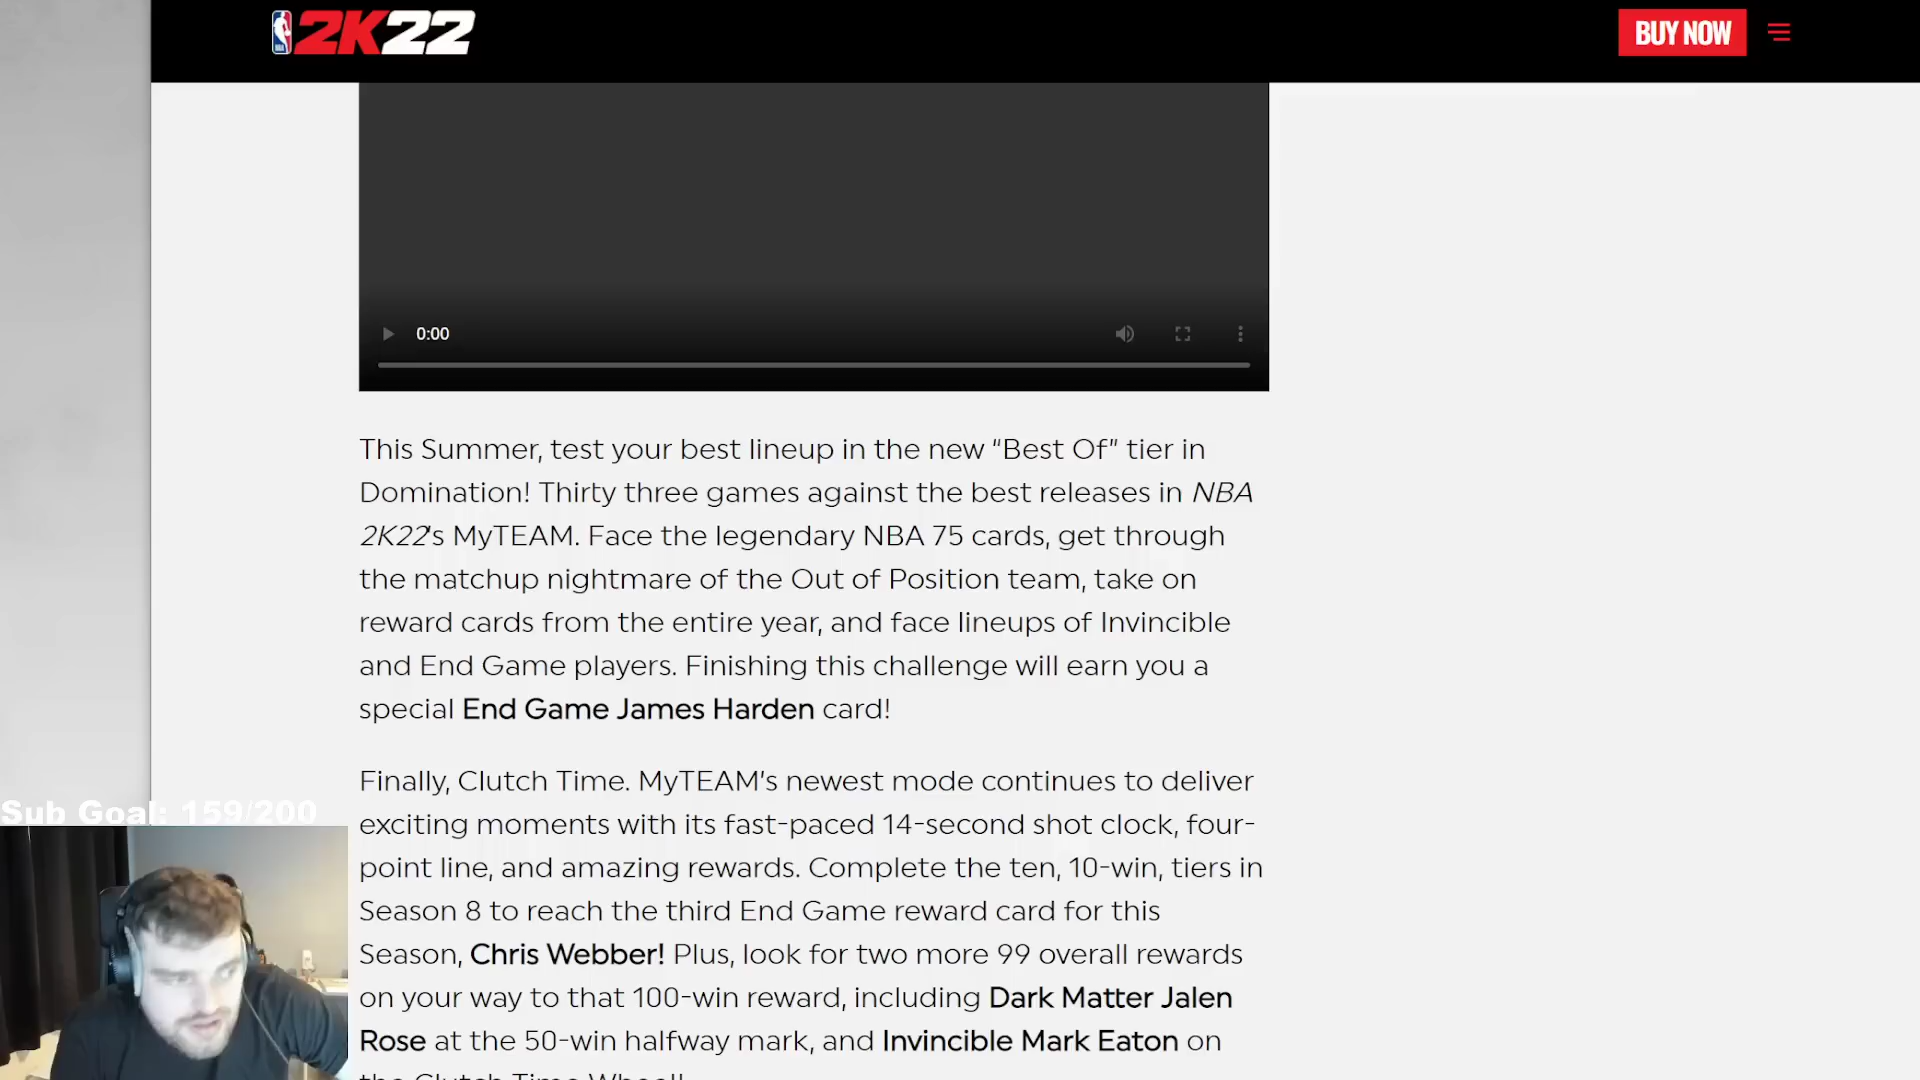 NBA 2K22
BUY NOW
0:00
This Summer, test your best lineup in the new “Best Of” tier in
Domination! Thirty three games against the best releases in NBA
2K22's MyTEAM. Face the legendary NBA 75 cards, get through
the matchup nightmare of the Out of Position team, take on
reward cards from the entire year, and face lineups of Invincible
and End Game players. Finishing this challenge will earn you a
special End Game James Harden card!
Finally, Clutch Time. MyTEAM's newest mode continues to deliver
Sub Goal: 159/200
exciting moments with its fast-paced 14-second shot clock, four-
point line, and amazing rewards. Complete the ten, 10-win, tiers in
Season 8 to reach the third End Game reward card for this
Season, Chris Webber! Plus, look for two more 99 overall rewards
on your way to that 100-win reward, including Dark Matter Jalen
Rose at the 50-win halfway mark, and Invincible Mark Eaton on
the Clutch Time Wheel!